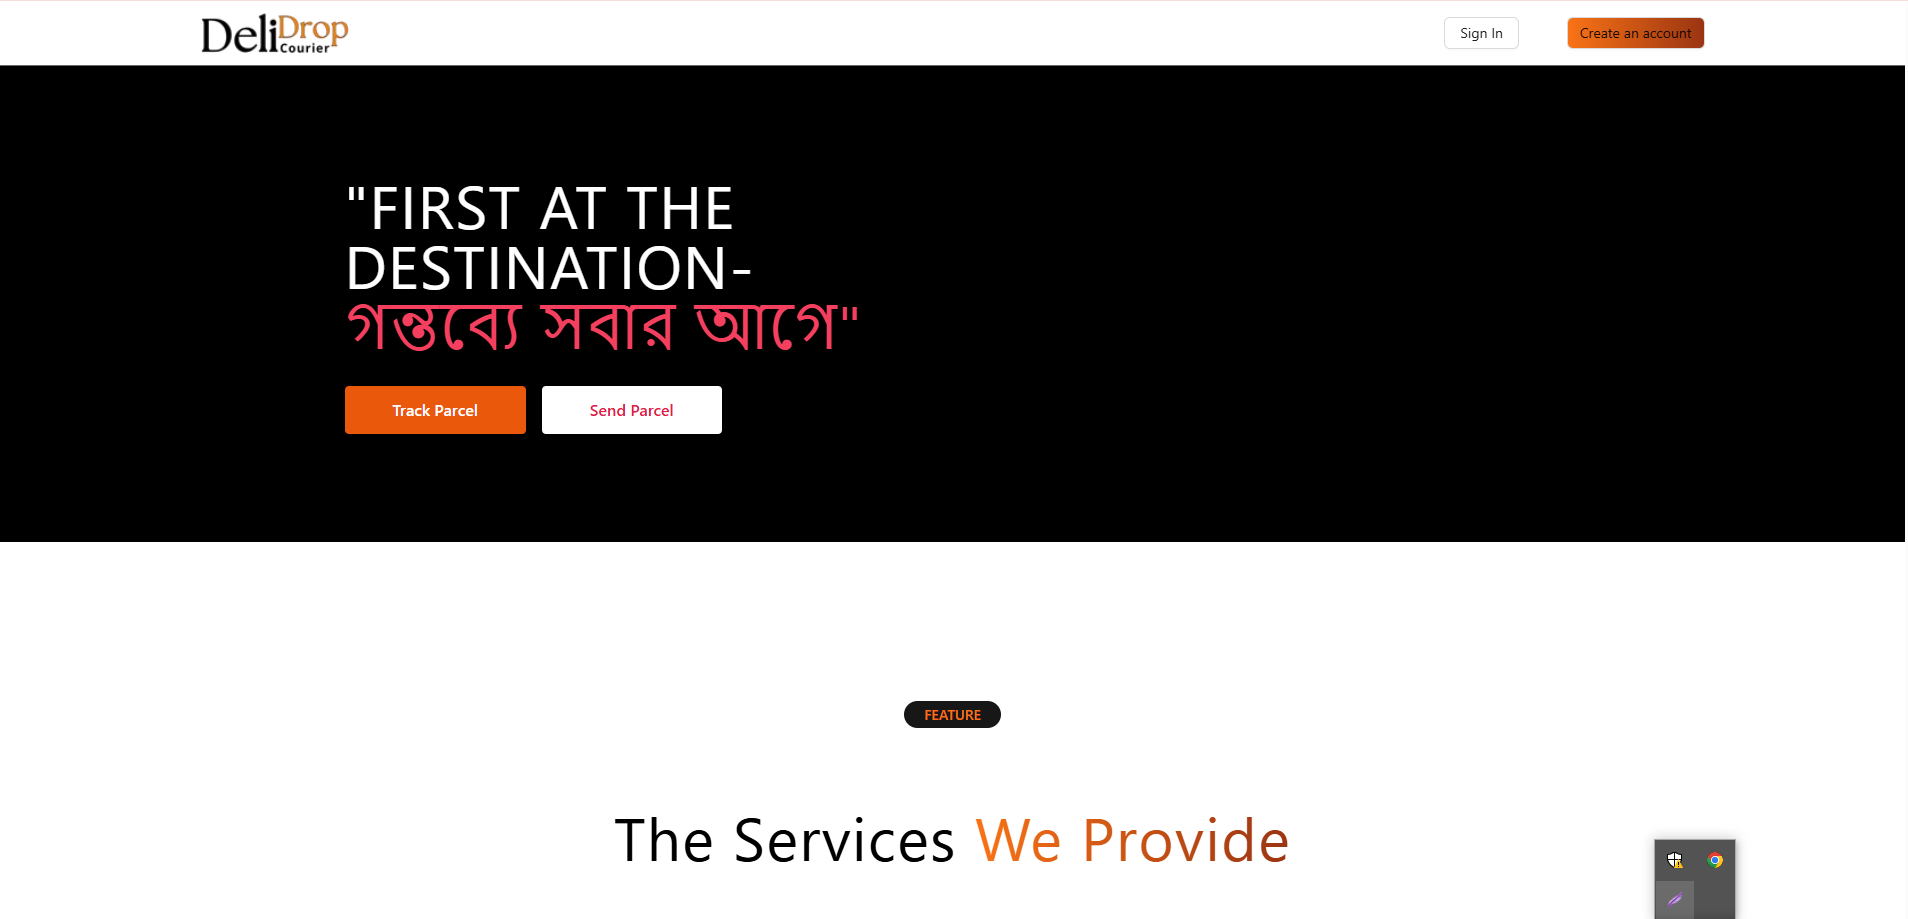 DeliDrop
Courier
Sign In
Create an account
"FIRST AT THE
DESTINATION-
গন্তব্যে সবার আগে"
Track Parcel
Send Parcel
FEATURE
The Services We Provide